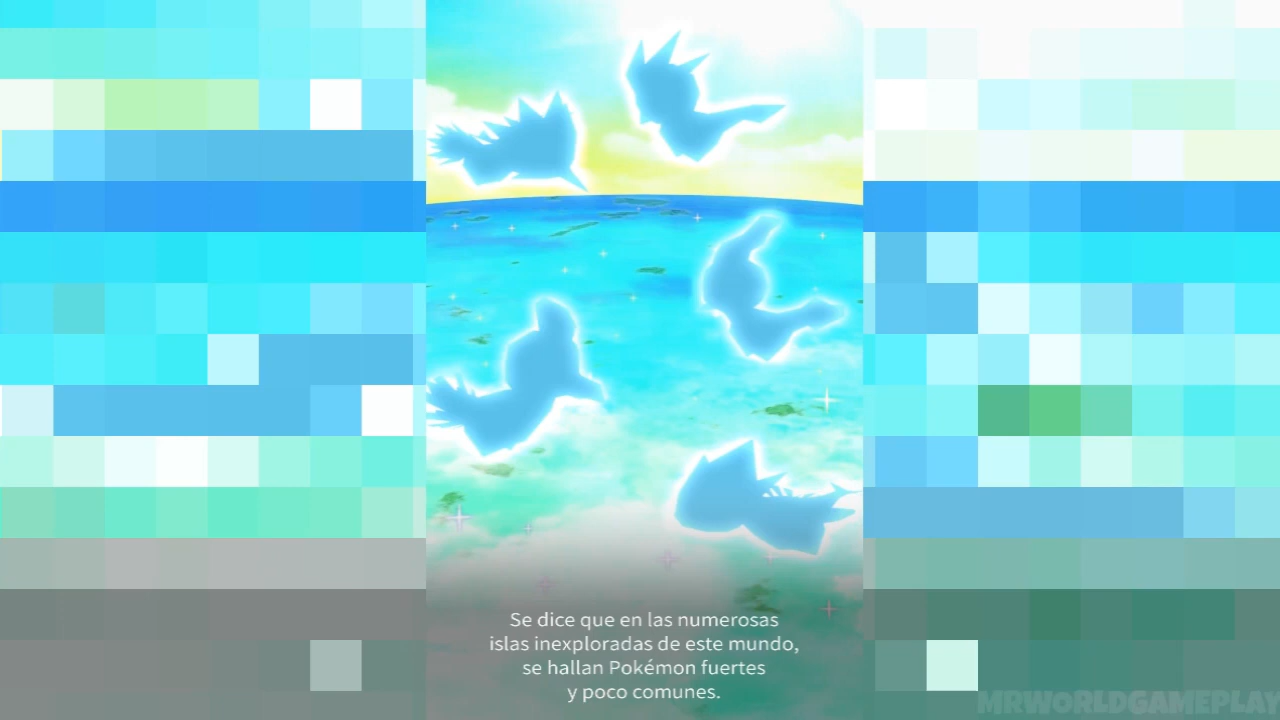 Se dice que en las numerosas
islas inexploradas de este mundo,
se hallan Pokémon fuertes
y poco comunes.
MRWORLDGAMEPLAY